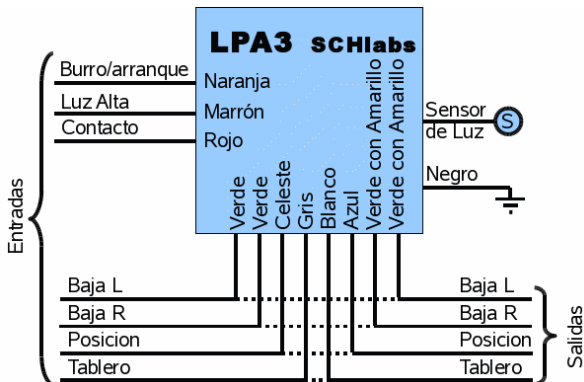 LPA3 SCHlabs
Burro/arranque
Luz Alta
Contacto
Naranja
Marrón
Rojo
Sensor
de Luz
S
Negro
Verde
Verde
Celeste
Gris
Blanco
Azul
Verde con Amarillo
Verde con Amarillo
Entradas
Baja L
Baja R
Posicion
Tablero
Baja L
Baja R
Posicion
Tablero
Salidas